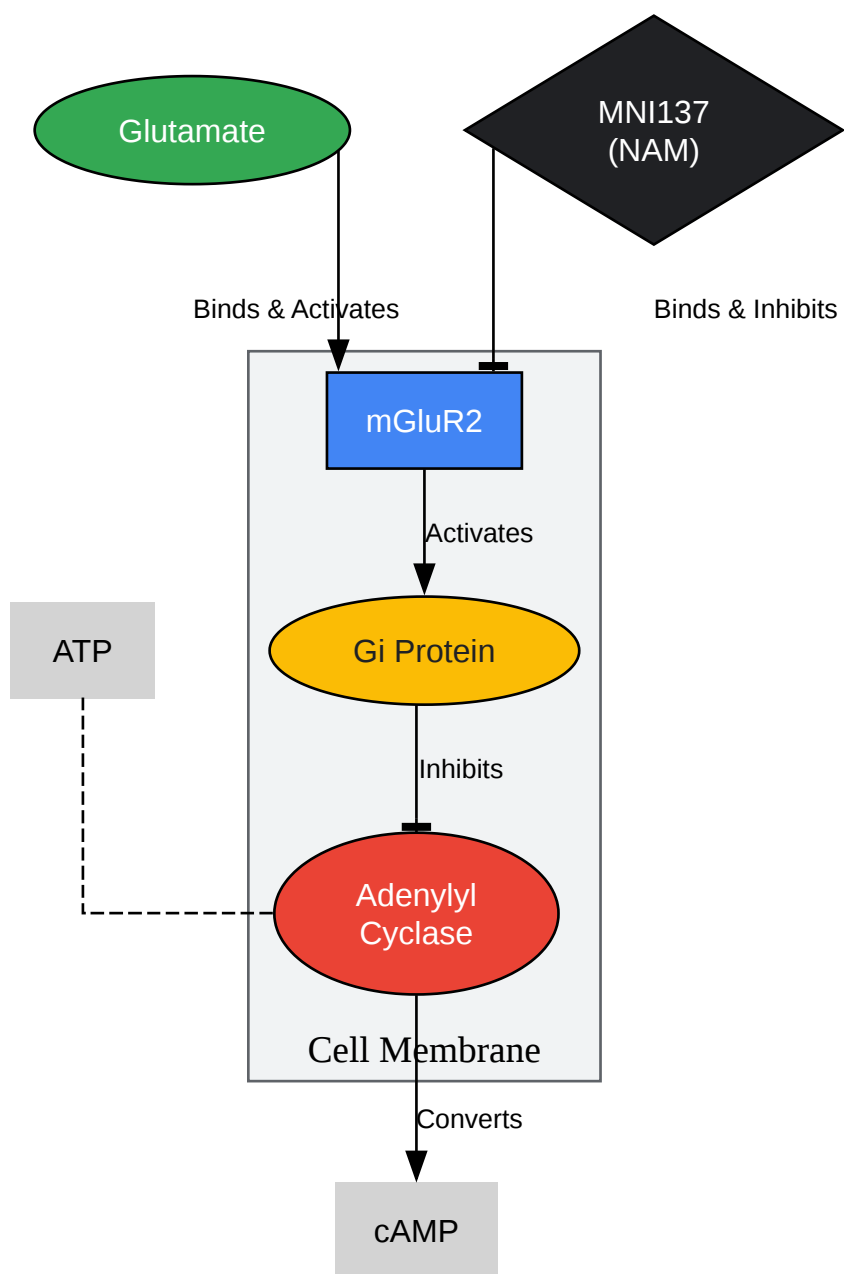 Glutamate
MNI137
(NAM)
Binds & Activates
Binds & Inhibits
mGluR2
Activates
ATP
Gi Protein
Inhibits
Adenylyl
Cyclase
Cell Membrane
Converts
cAMP